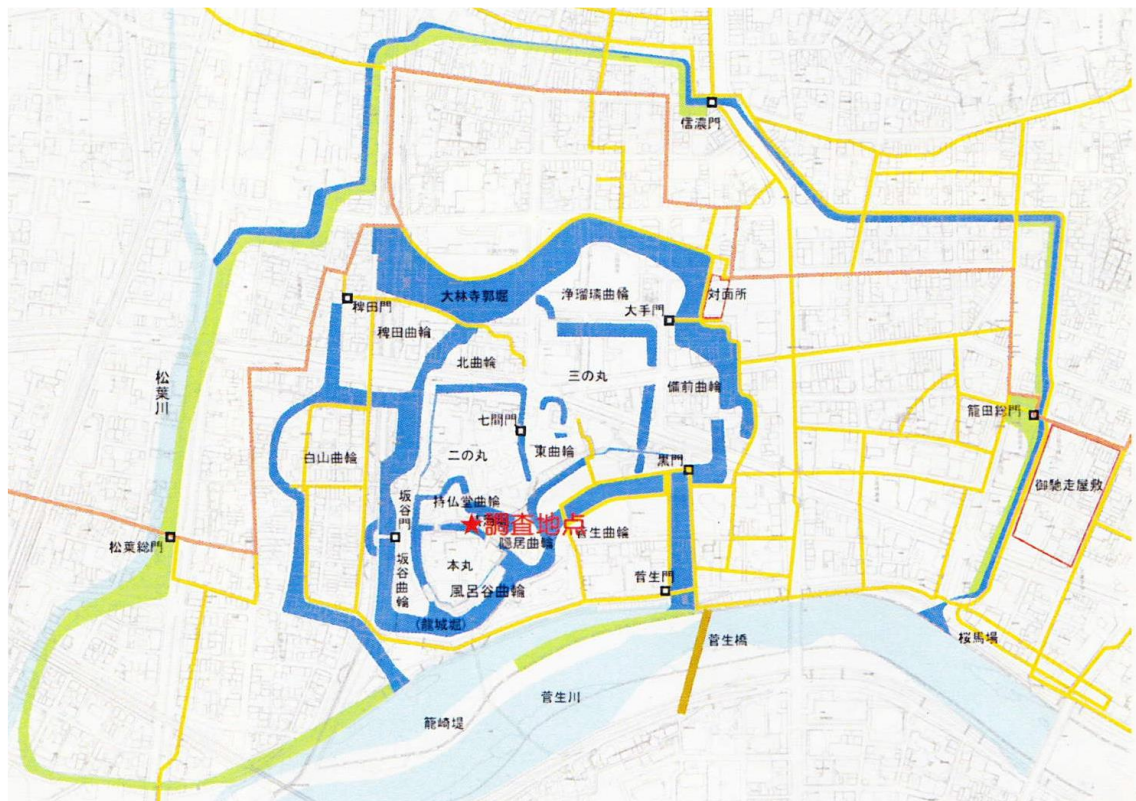 信濃門
大林寺郭堀
浄瑠璃曲輪
対面所
稗田門
大手門
稗田曲輪
北曲輪
三の丸
備前曲輪
松葉川
七間門
籠田総門
二の丸
東曲輪
白山曲輪
黒門
御馳走屋敷
持仏堂曲輪
坂谷門
★調査地点
菅生曲輪
松葉総門
隠居曲輪
本丸
坂谷曲輪
風呂谷曲輪
菅生門
(龍城堀)
菅生橋
桜馬場
菅生川
籠崎堤